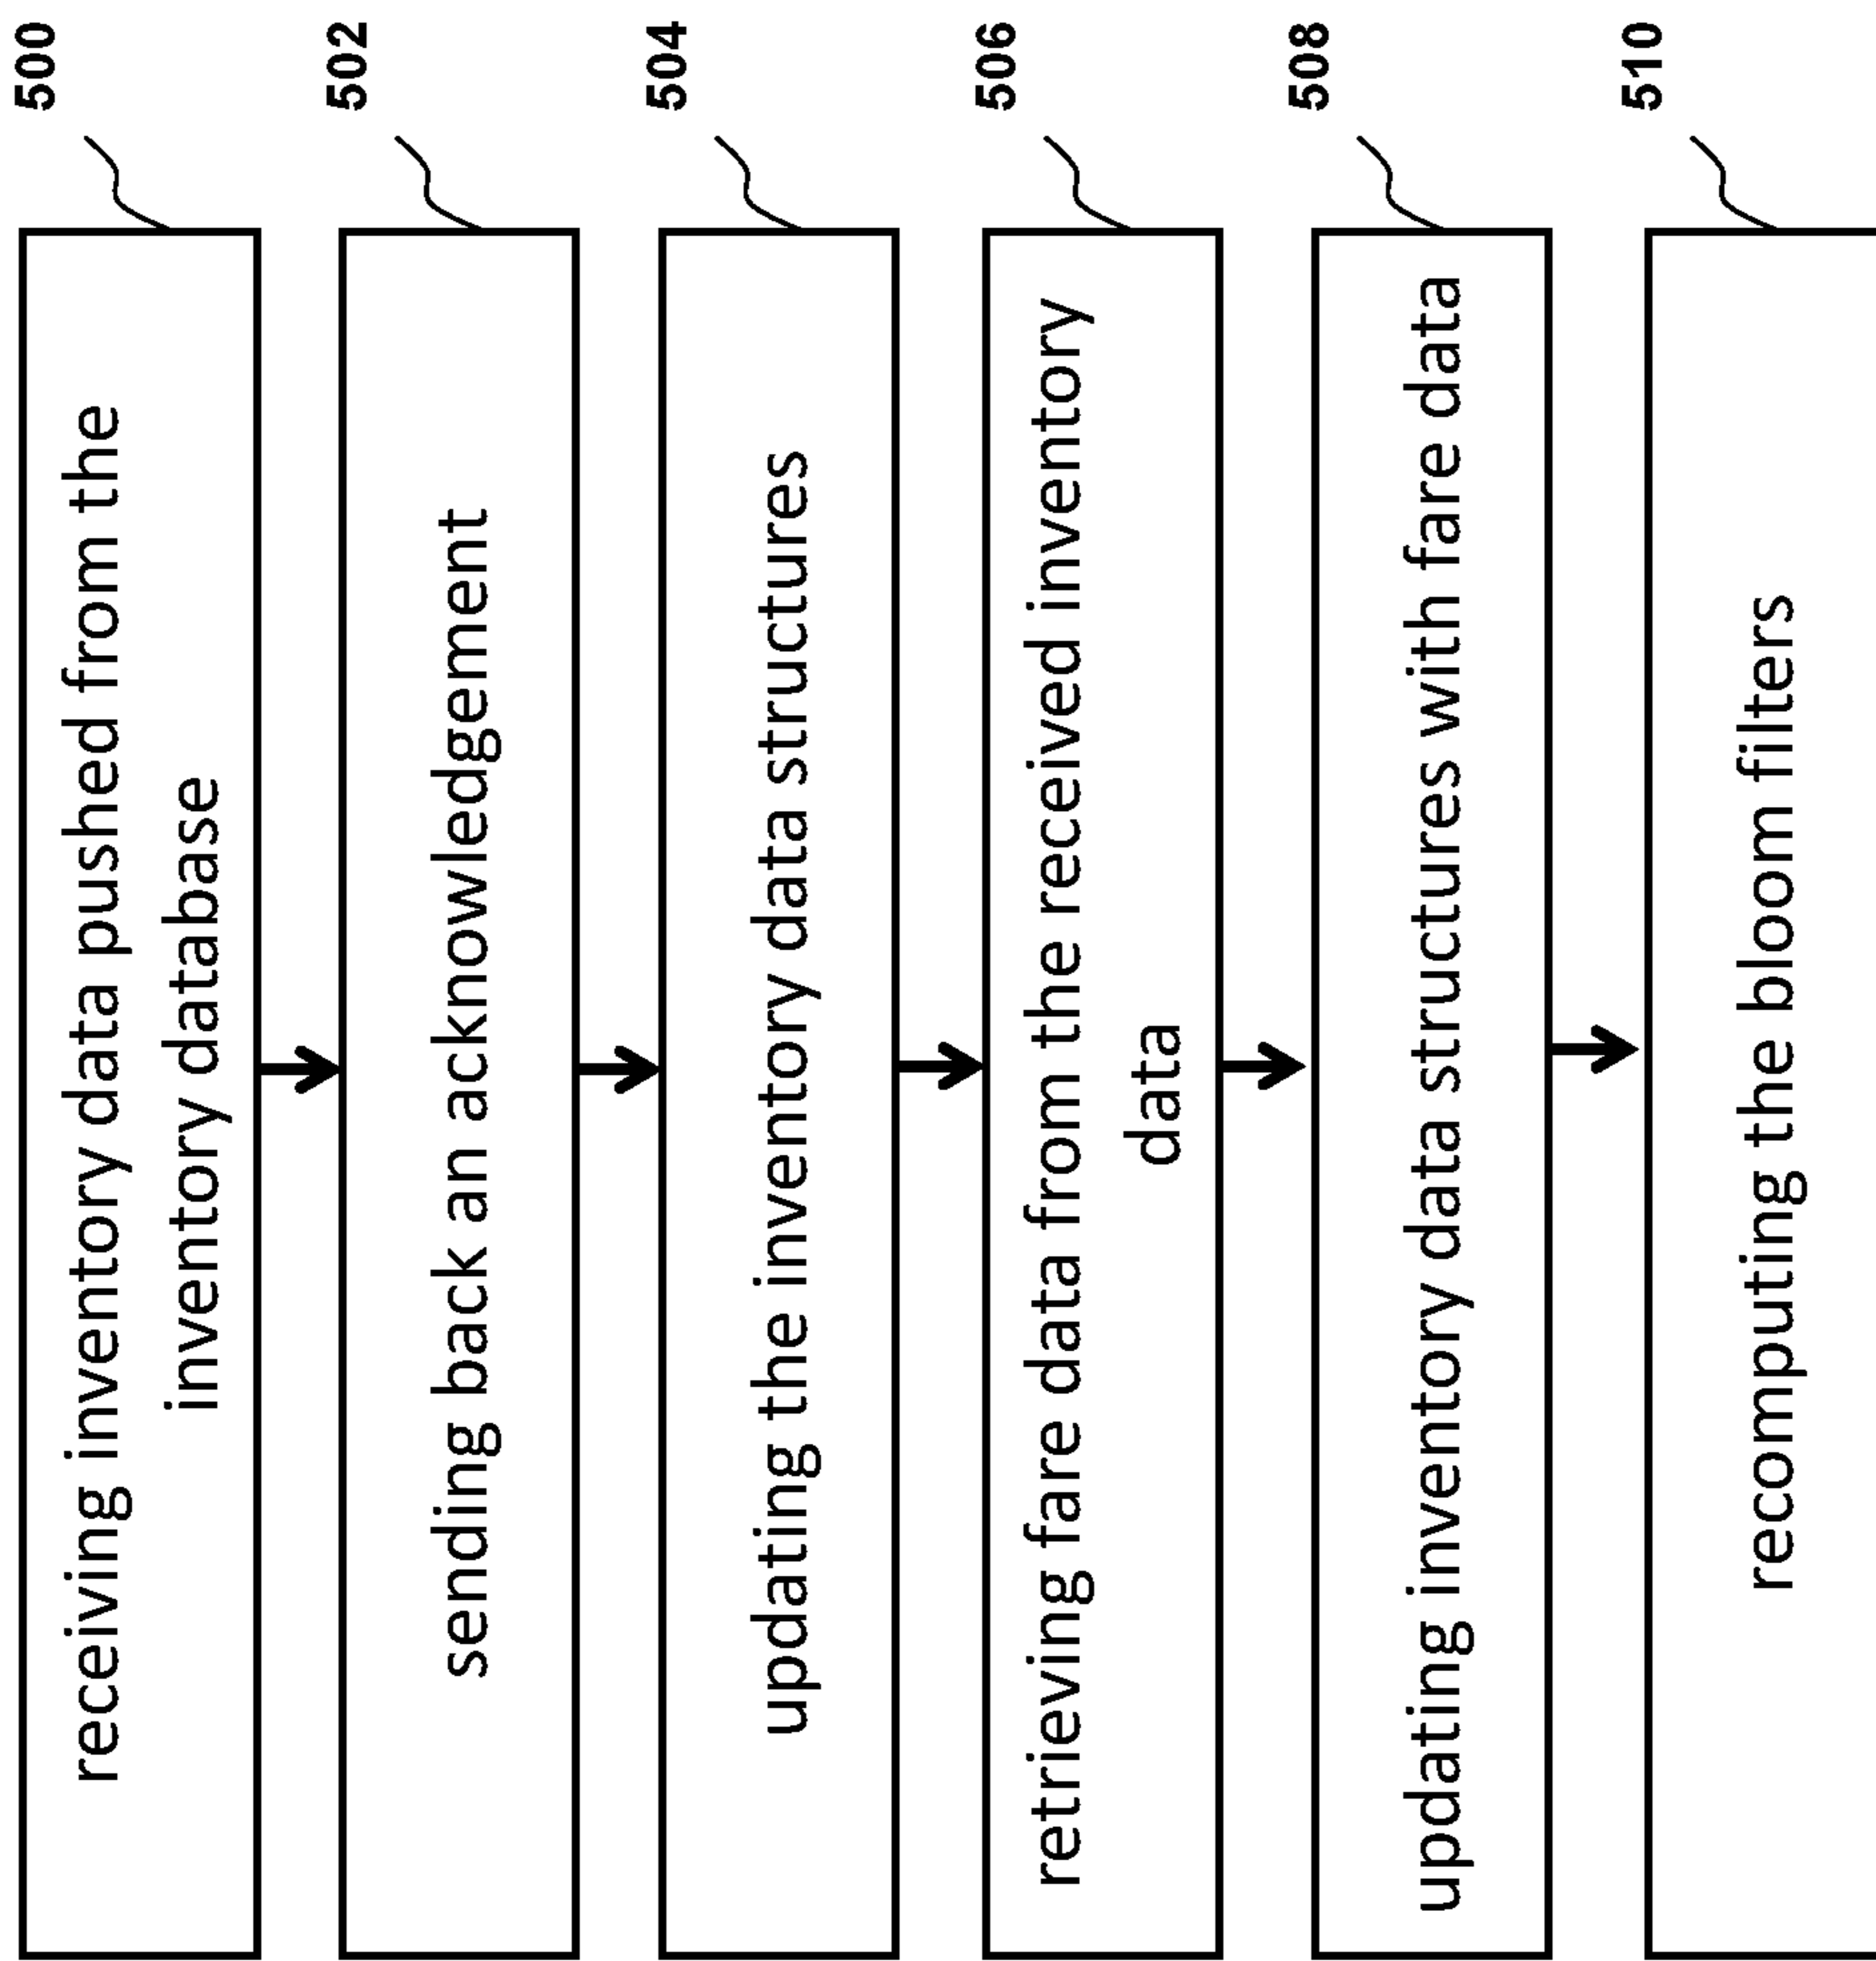 receiving inventory data pushed from the
inventory database
500
sending back an acknowledgement
502
updating the inventory data structures
504
retrieving fare data from the received inventory
data
506
updating inventory data structures with fare data
508
recomputing the bloom filters
510